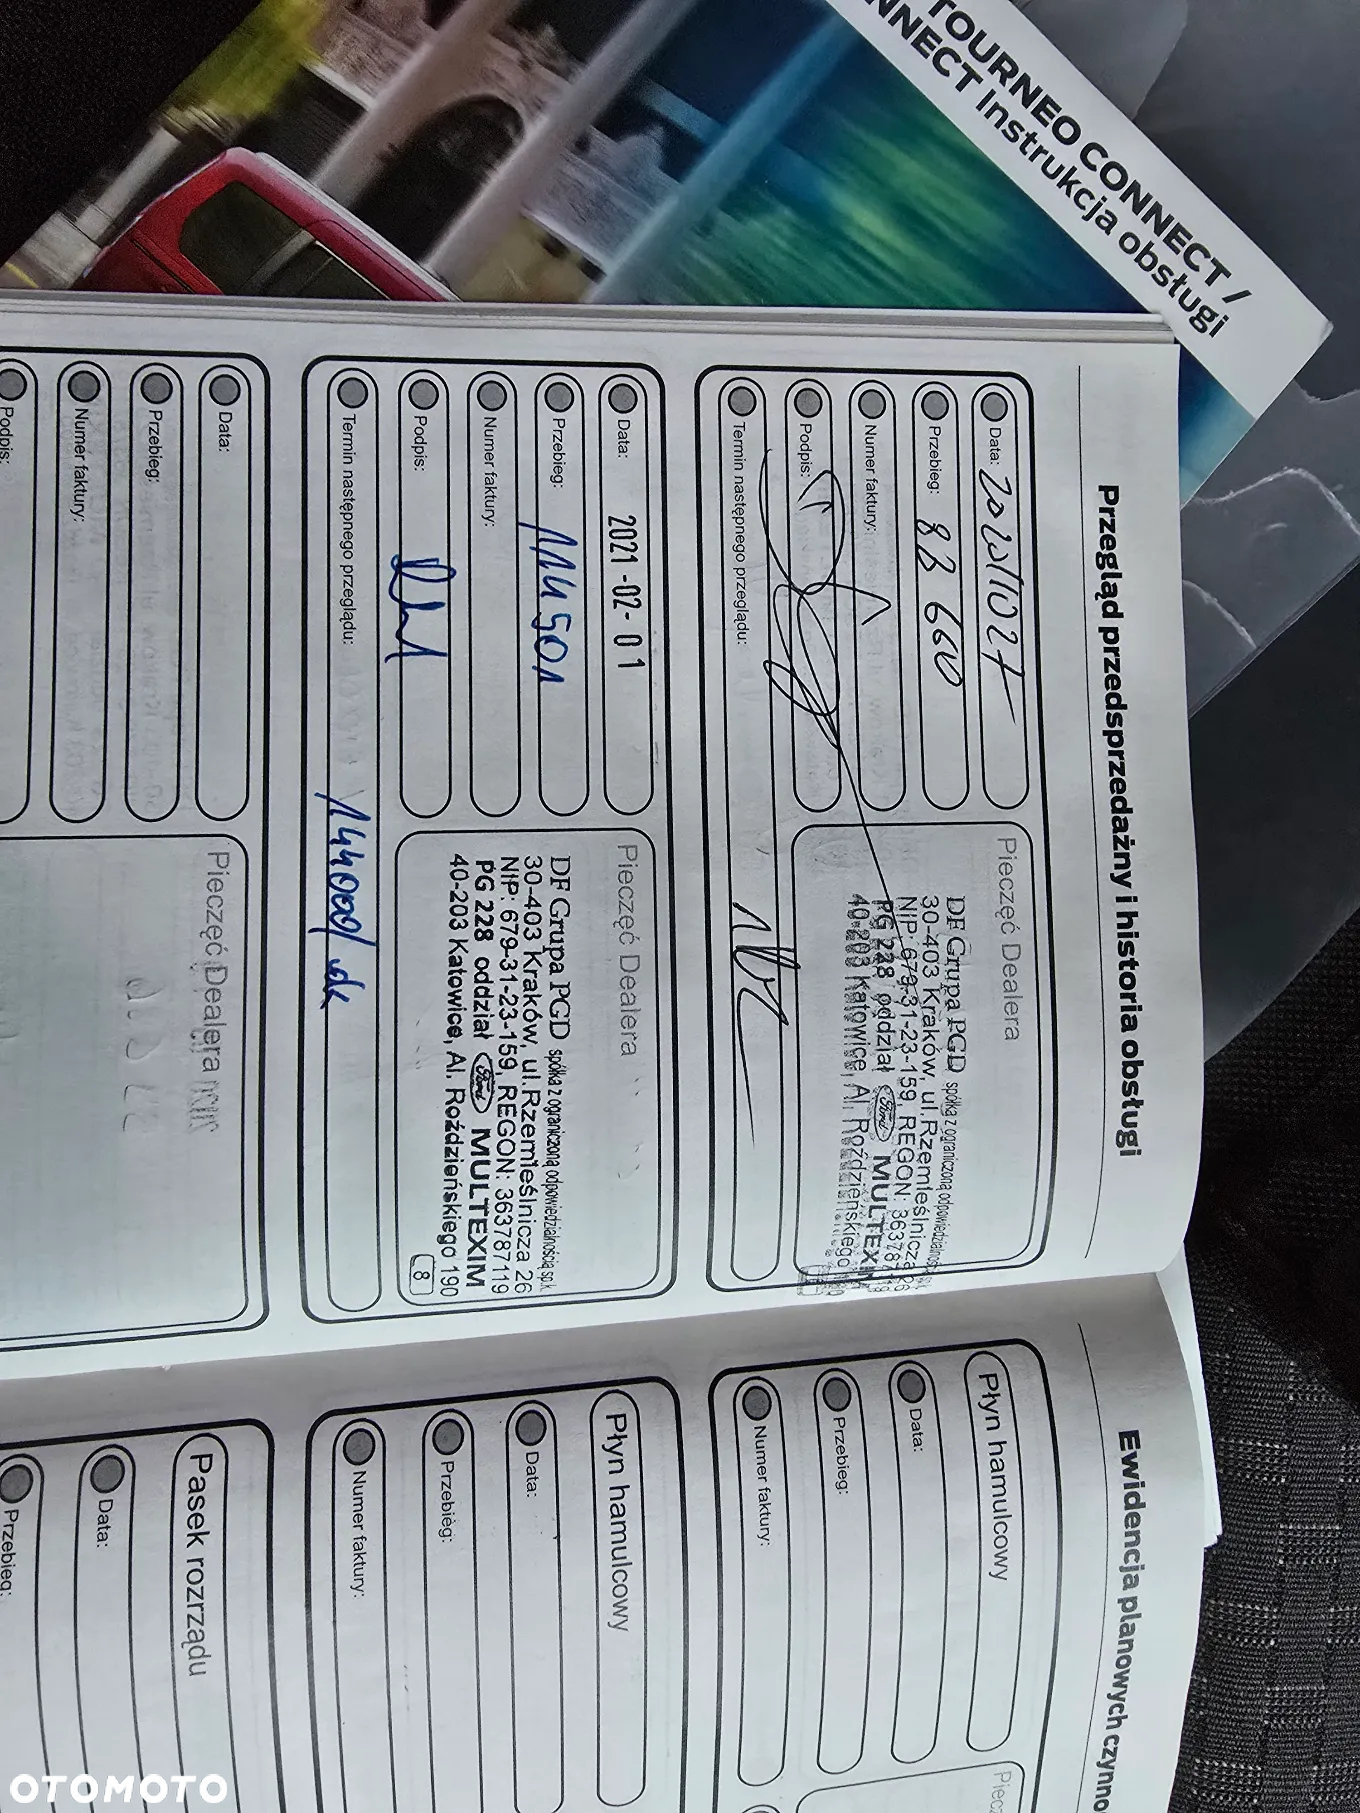 TOURNEO CONNECT /
NNECT Instrukcja obsługi
Przegląd przedsprzedażny i historia obsługi
Data:
Przebieg: 82 660
Numer faktury:
Podpis:
Termin następnego przeglądu:
Pieczęć Dealera
DF Grupa PGD spółka z ograniczoną
30-403 Kraków, ul. Rzemieślnicza 26
NIP: 679-31-23-159, REGON: 363787119
PG 228 oddział Ford MULTEXIM
40-203 Katowice, Al. Roździeńskiego 190
Data: 2021-02-01
Przebieg: 114501
Numer faktury:
Podpis:
Termin następnego przeglądu: 144000/
Pieczęć Dealera
DF Grupa PGD spółka z ograniczoną odpowiedzialnością sp.k
30-403 Kraków, ul. Rzemieślnicza 26
NIP: 679-31-23-159, REGON: 363787119
PG 228 oddział Ford MULTEXIM
40-203 Katowice, Al. Roździeńskiego 190
8
Data:
Przebieg:
Numer faktury:
Podpis:
Pieczęć Dealera
Ewidencja planowych czynno
Płyn hamulcowy
Data:
Przebieg:
Numer faktury:
Piec
Płyn hamulcowy
Data:
Przebieg:
Numer faktury:
Pasek rozrządu
Data:
Przebieg:
OTOMOTO